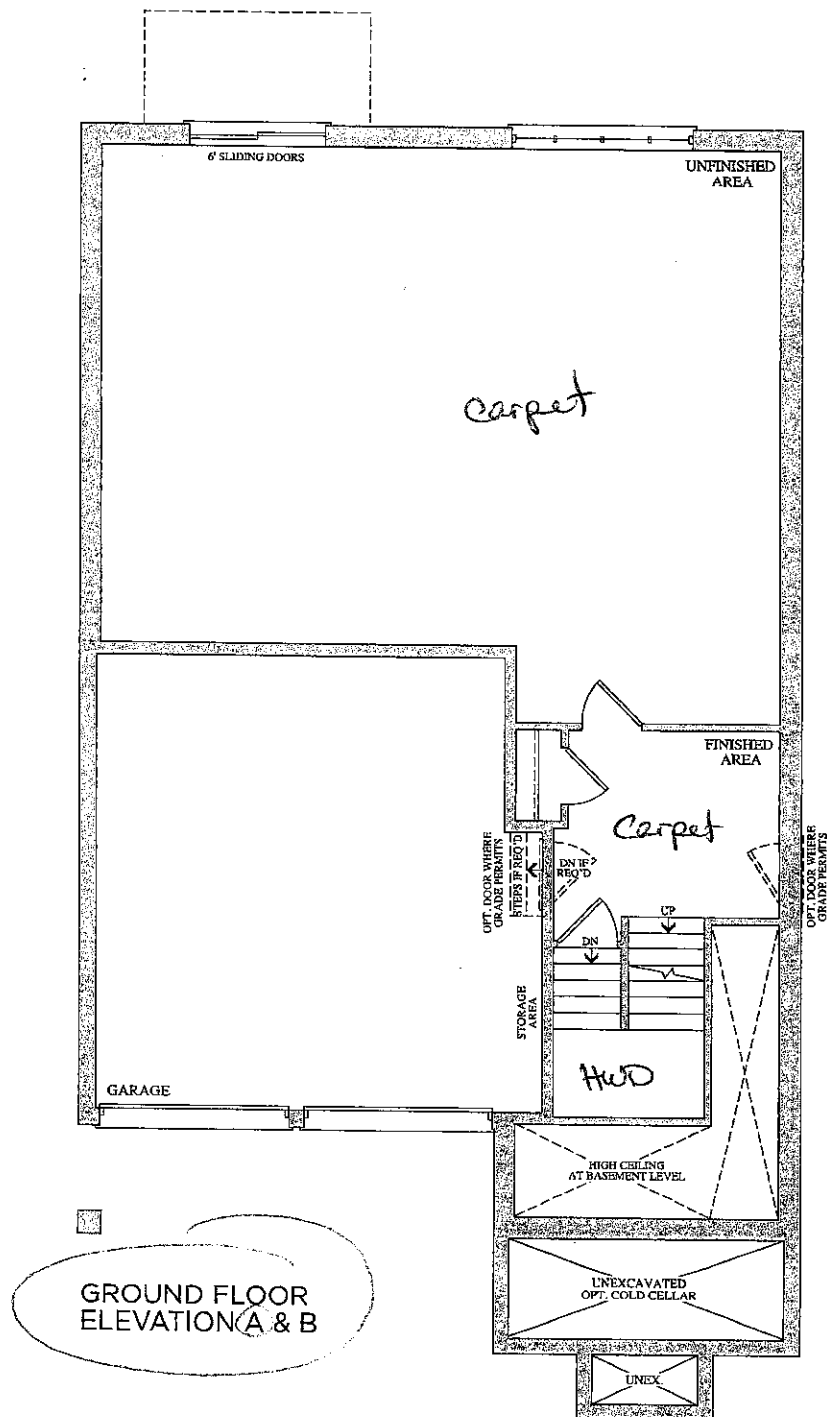 6' SLIDING DOORS
UNFINISHED
AREA
carpet
FINISHED
AREA
Carpet
OPT. DOOR WHERE
GRADE PERMITS
STEPS IF REQ'D
DN IF
REQ'D
OPT. DOOR WHERE
GRADE PERMITS
UP
DN
STORAGE
AREA
HWD
GARAGE
HIGH CEILING
AT BASEMENT LEVEL
GROUND FLOOR
ELEVATION A & B
UNEXCAVATED
OPT. COLD CELLAR
UNEX.